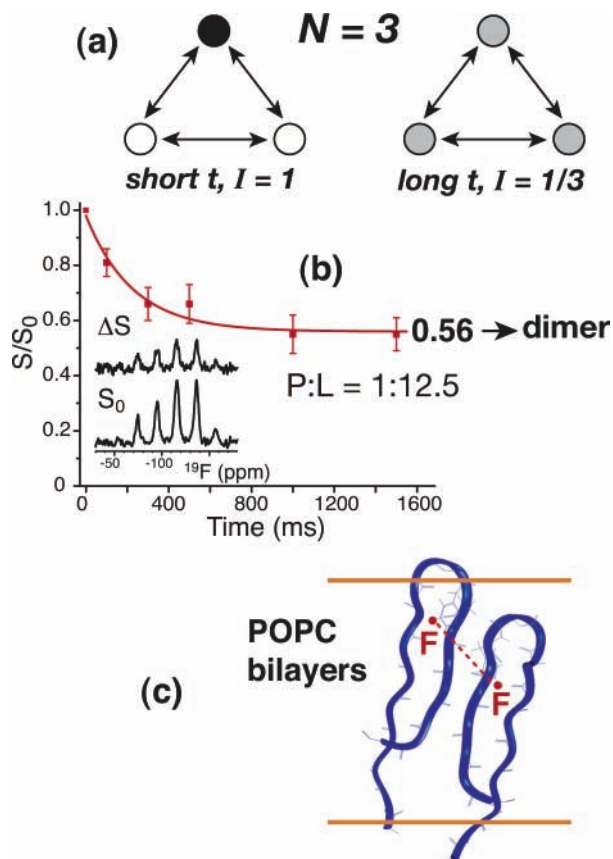 (a)
N = 3
short t, I = 1
long t, I = 1/3
(b)
S/S0
1.0
0.8
0.6
0.4
0.2
0
ΔS
S0
-50
-100
19F (ppm)
0.56 → dimer
P:L = 1:12.5
0
400
800
1200
1600
Time (ms)
POPC
bilayers
F
F
(c)